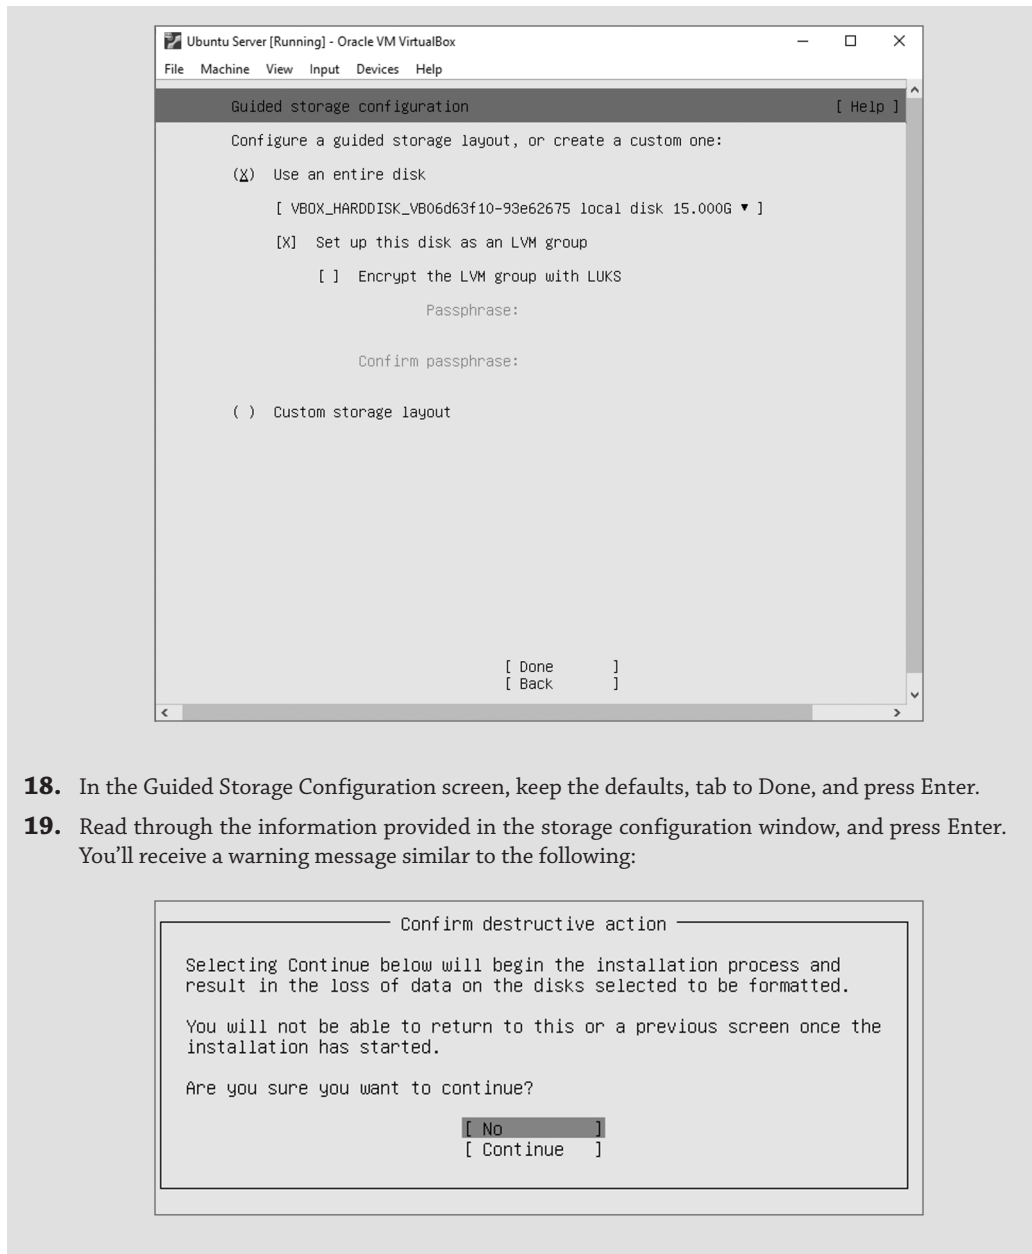 Ubuntu Server [Running] - Oracle VM VirtualBox
File Machine View Input Devices Help
Guided storage configuration [ Help ]
Configure a guided storage layout, or create a custom one:
(X) Use an entire disk
[ VBOX_HARDDISK_VB06d63f10-93e62675 local disk 15.000G ▾ ]
[X] Set up this disk as an LVM group
[ ] Encrypt the LVM group with LUKS
Passphrase:
Confirm passphrase:
( ) Custom storage layout
[ Done ]
[ Back ]
18. In the Guided Storage Configuration screen, keep the defaults, tab to Done, and press Enter.
19. Read through the information provided in the storage configuration window, and press Enter.
You’ll receive a warning message similar to the following:
Confirm destructive action
Selecting Continue below will begin the installation process and
result in the loss of data on the disks selected to be formatted.
You will not be able to return to this or a previous screen once the
installation has started.
Are you sure you want to continue?
[ No ]
[ Continue ]